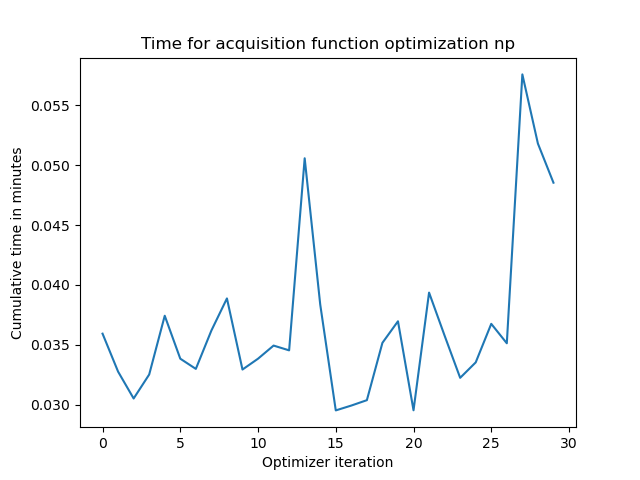 Time for acquisition function optimization np
Cumulative time in minutes
0.055
0.050
0.045
0.040
0.035
0.030
0 5 10 15 20 25 30
Optimizer iteration